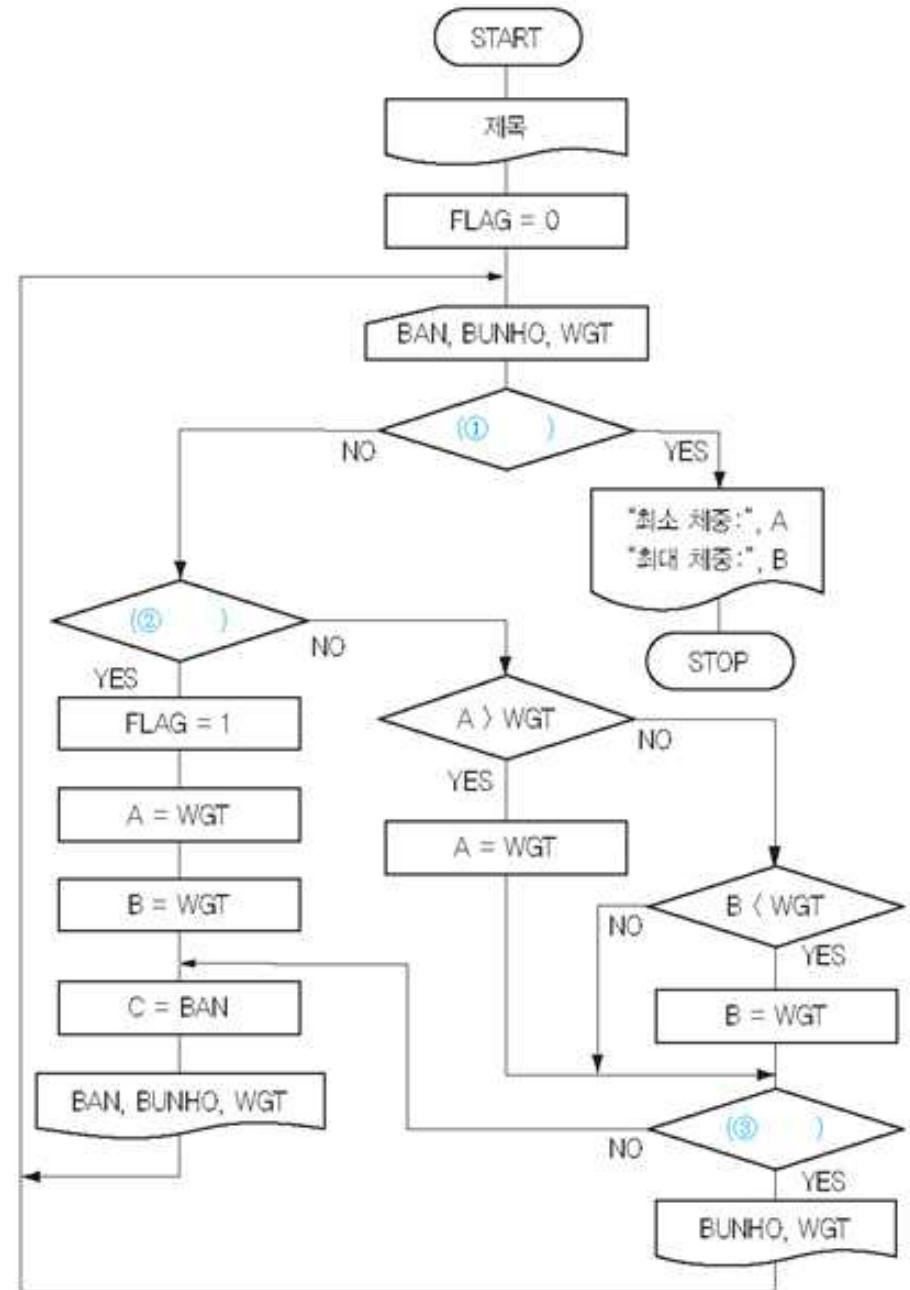 START
제목
FLAG = 0
BAN, BUNHO, WGT
(① )
NO
YES
"최소 체중:", A
"최대 체중:", B
STOP
(② )
NO
YES
FLAG = 1
A = WGT
B = WGT
C = BAN
BAN, BUNHO, WGT
A > WGT
NO
YES
A = WGT
B < WGT
NO
YES
B = WGT
(③ )
NO
YES
BUNHO, WGT